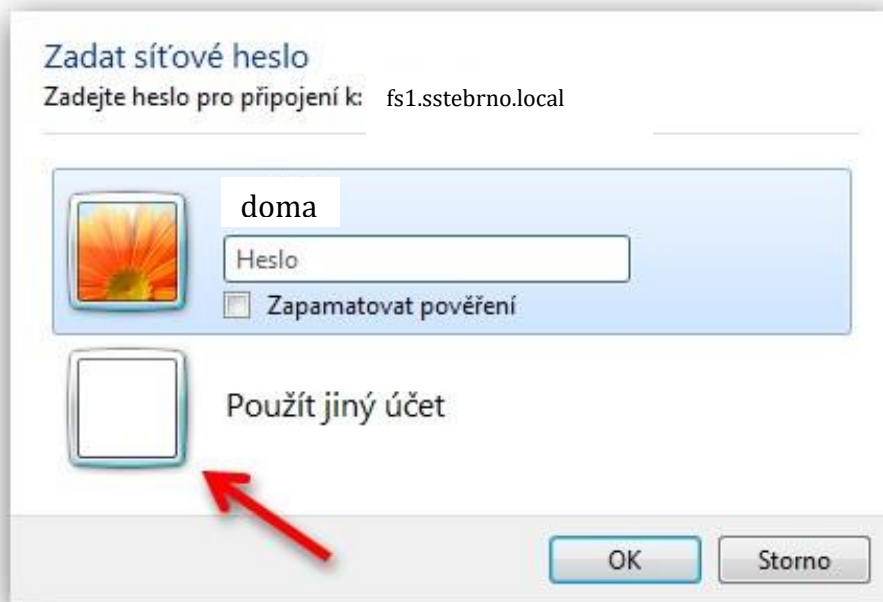 Zadat síťové heslo
Zadejte heslo pro připojení k: fs1.sstebrno.local
doma
Heslo
Zapamatovat pověření
Použít jiný účet
OK Storno